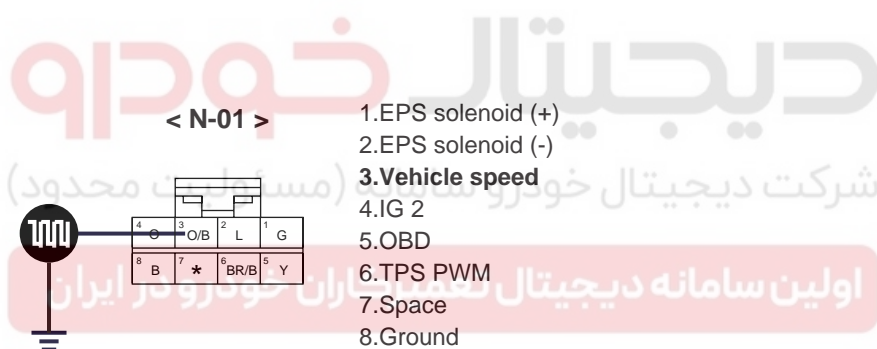 دیجیتال خودرو
شرکت دیجیتال خودرو سامانه (مسئولیت محدود)
اولین سامانه دیجیتال تعمیرکاران خودرو در ایران
< N-01 >
1.EPS solenoid (+)
2.EPS solenoid (-)
3.Vehicle speed
4.IG 2
5.OBD
6.TPS PWM
7.Space
8.Ground
4 O 3 O/B 2 L 1 G
8 B 7 * 6 BR/B 5 Y